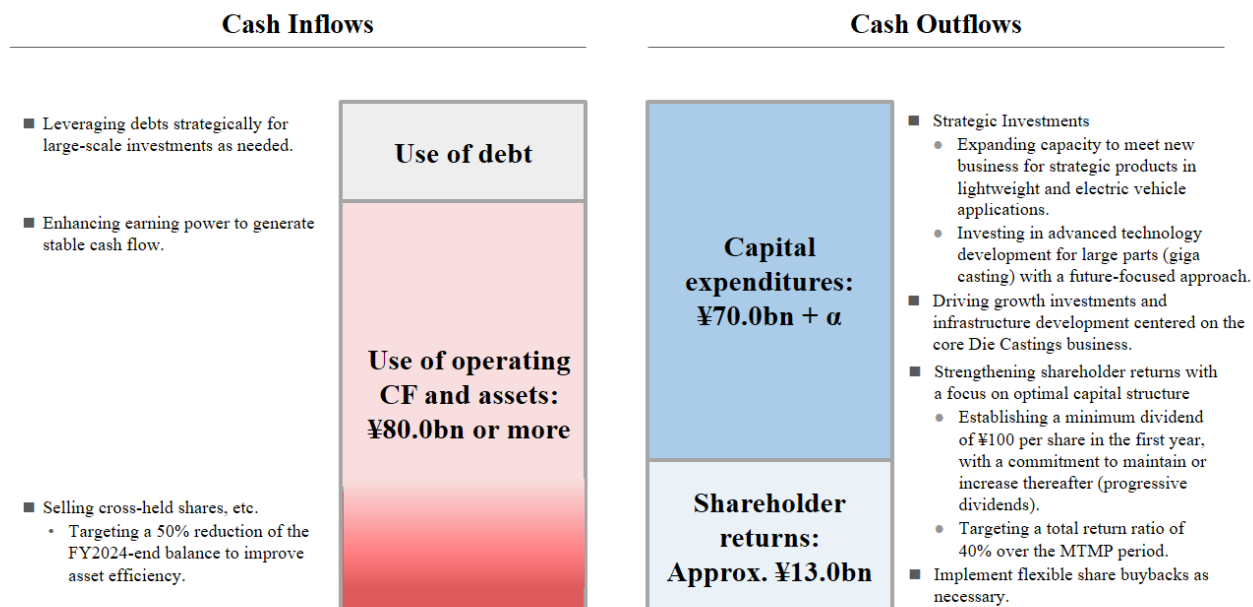 Cash Inflows
Leveraging debts strategically for
large-scale investments as needed.
Enhancing earning power to generate
stable cash flow.
Selling cross-held shares, etc.
Targeting a 50% reduction of the
FY2024-end balance to improve
asset efficiency.
Use of debt
Use of operating
CF and assets:
¥80.0bn or more
Cash Outflows
Capital
expenditures:
¥70.0bn + α
Shareholder
returns:
Approx. ¥13.0bn
Strategic Investments
Expanding capacity to meet new
business for strategic products in
lightweight and electric vehicle
applications.
Investing in advanced technology
development for large parts (giga
casting) with a future-focused approach.
Driving growth investments and
infrastructure development centered on the
core Die Castings business.
Strengthening shareholder returns with
a focus on optimal capital structure
Establishing a minimum dividend
of ¥100 per share in the first year,
with a commitment to maintain or
increase thereafter (progressive
dividends).
Targeting a total return ratio of
40% over the MTMP period.
Implement flexible share buybacks as
necessary.